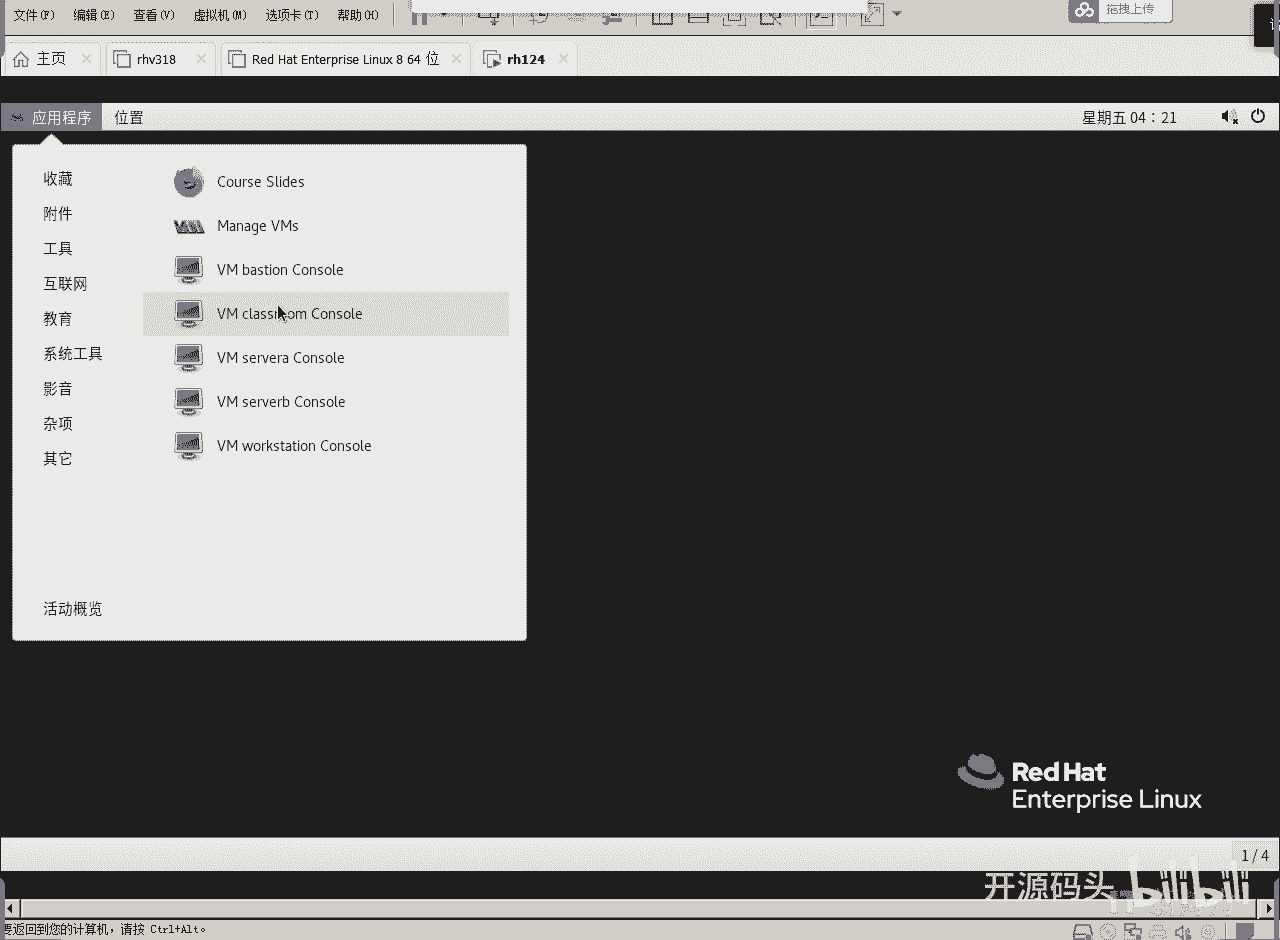 文件(F) 编辑(E) 查看(V) 虚拟机(M) 选项卡(T) 帮助(H)
拖拽上传
主页 rhv318 Red Hat Enterprise Linux 8 64 位 rh124
应用程序 位置 星期五 04:21
收藏
附件
工具
互联网
教育
系统工具
影音
杂项
其它
活动概览
Course Slides
Manage VMs
VM bastion Console
VM classroom Console
VM servera Console
VM serverb Console
VM workstation Console
Red Hat
Enterprise Linux
1 / 4
开源码头 bilibili
要返回到您的计算机，请按 Ctrl+Alt。